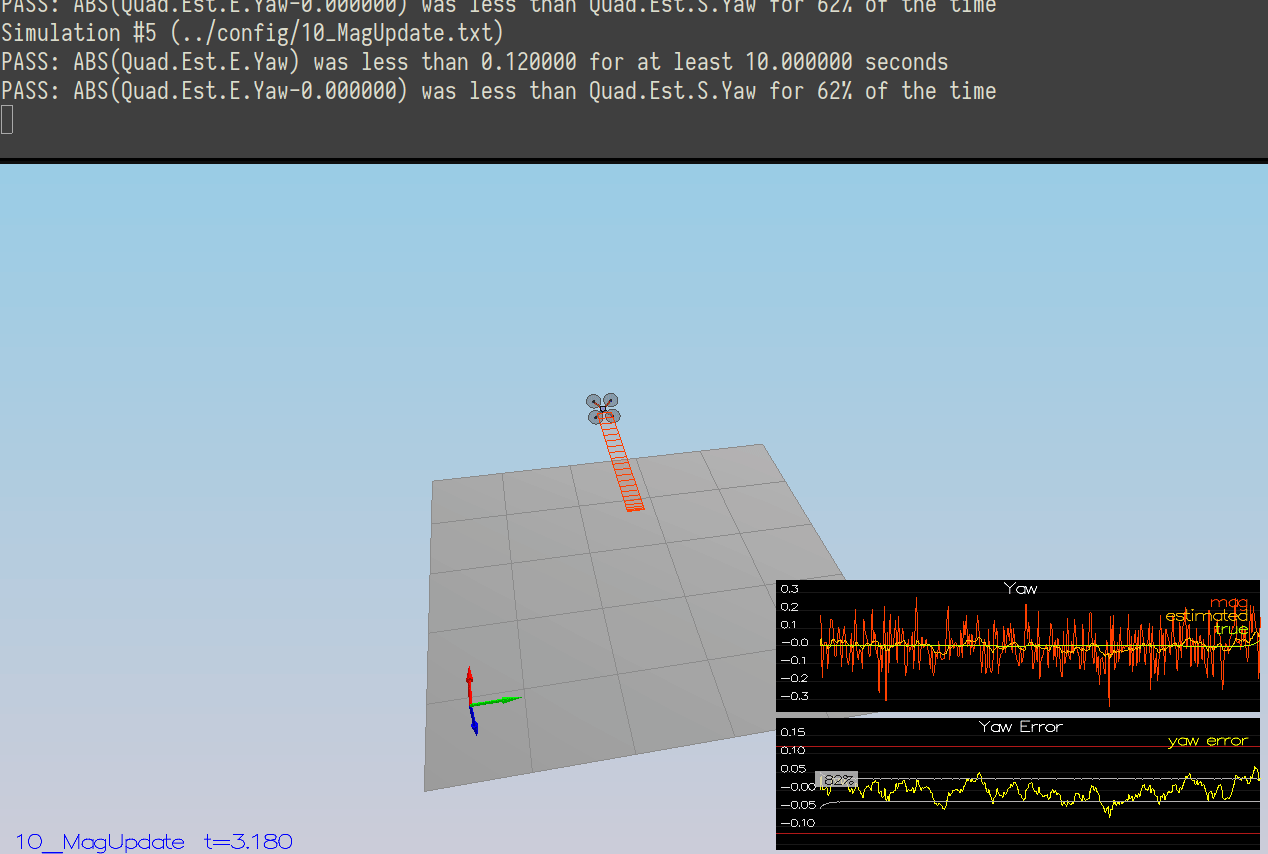 PASS: ABS(Quad.Est.E.Yaw-0.000000) was less than Quad.Est.S.Yaw for 62% of the time
Simulation #5 (../config/10_MagUpdate.txt)
PASS: ABS(Quad.Est.E.Yaw) was less than 0.120000 for at least 10.000000 seconds
PASS: ABS(Quad.Est.E.Yaw-0.000000) was less than Quad.Est.S.Yaw for 62% of the time
Yaw
0.3
mag
0.2
estimated
0.1
true
-0.0
-0.1
-0.2
-0.3
Yaw Error
0.15
yaw error
0.10
0.05
82%
-0.00
-0.05
-0.10
10_MagUpdate t=3.180